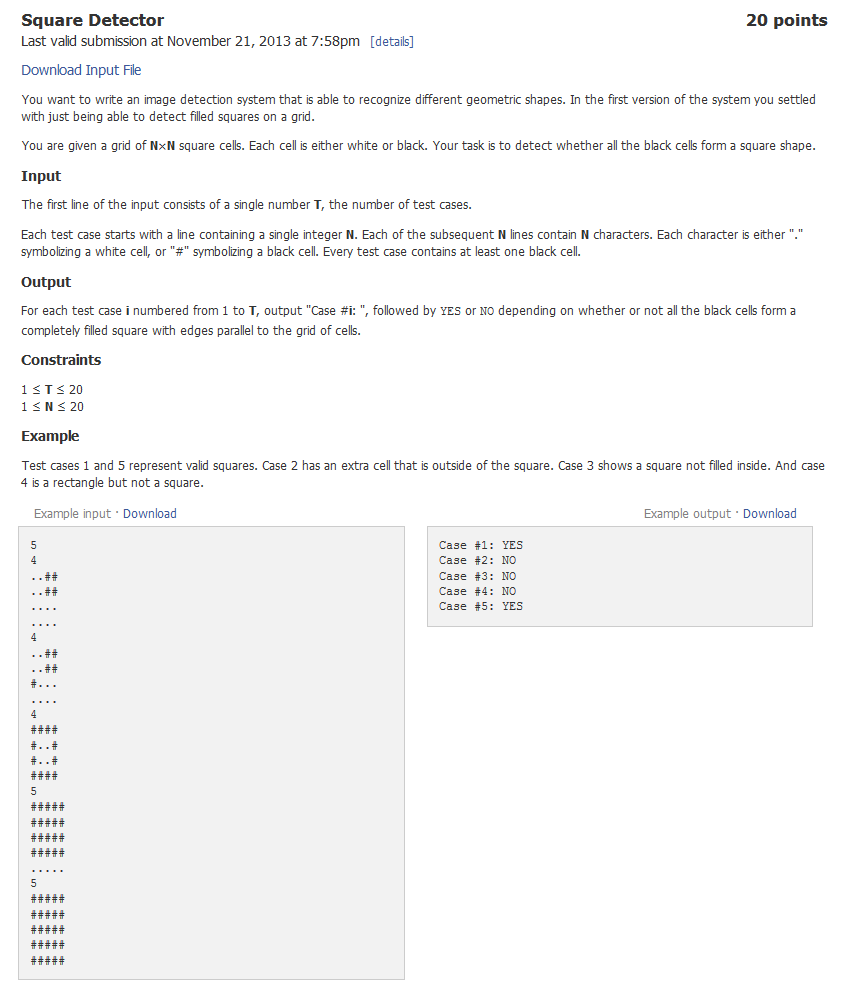 Square Detector 20 points
Last valid submission at November 21, 2013 at 7:58pm [details]
Download Input File
You want to write an image detection system that is able to recognize different geometric shapes. In the first version of the system you settled
with just being able to detect filled squares on a grid.
You are given a grid of N×N square cells. Each cell is either white or black. Your task is to detect whether all the black cells form a square shape.
Input
The first line of the input consists of a single number T, the number of test cases.
Each test case starts with a line containing a single integer N. Each of the subsequent N lines contain N characters. Each character is either "."
symbolizing a white cell, or "#" symbolizing a black cell. Every test case contains at least one black cell.
Output
For each test case i numbered from 1 to T, output "Case #i: ", followed by YES or NO depending on whether or not all the black cells form a
completely filled square with edges parallel to the grid of cells.
Constraints
1 ≤ T ≤ 20
1 ≤ N ≤ 20
Example
Test cases 1 and 5 represent valid squares. Case 2 has an extra cell that is outside of the square. Case 3 shows a square not filled inside. And case
4 is a rectangle but not a square.
Example input · Download
5
4
..##
..##
....
....
4
..##
..##
#...
....
4
####
#..#
#..#
####
5
#####
#####
#####
#####
.....
5
#####
#####
#####
#####
#####
Example output · Download
Case #1: YES
Case #2: NO
Case #3: NO
Case #4: NO
Case #5: YES